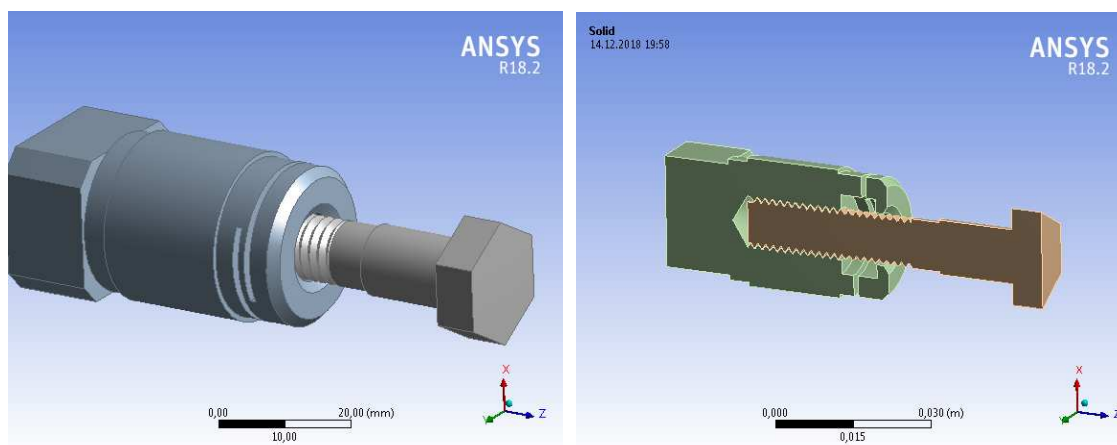 ANSYS
R18.2
X
Y
Z
0,00
20,00 (mm)
10,00
Solid
14.12.2018 19:58
ANSYS
R18.2
X
Y
Z
0,000
0,030 (m)
0,015